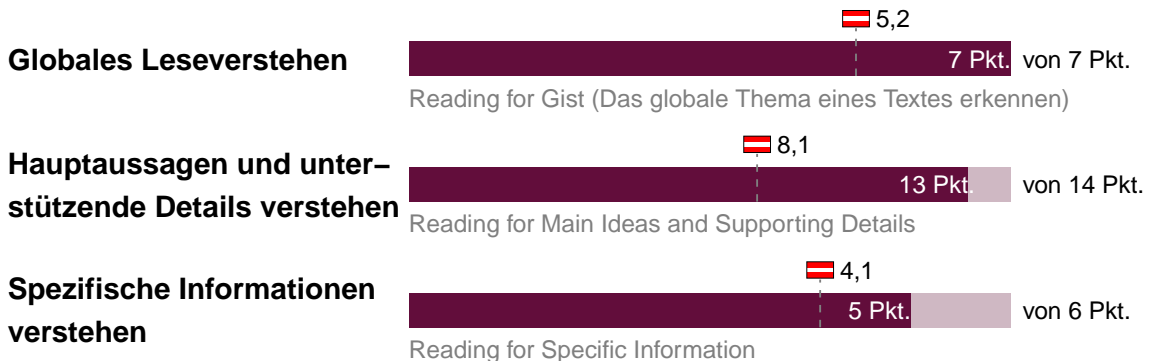 5,2
Globales Leseverstehen 7 Pkt. von 7 Pkt.
Reading for Gist (Das globale Thema eines Textes erkennen)
8,1
Hauptaussagen und unter–
stützende Details verstehen 13 Pkt. von 14 Pkt.
Reading for Main Ideas and Supporting Details
4,1
Spezifische Informationen
verstehen 5 Pkt. von 6 Pkt.
Reading for Specific Information